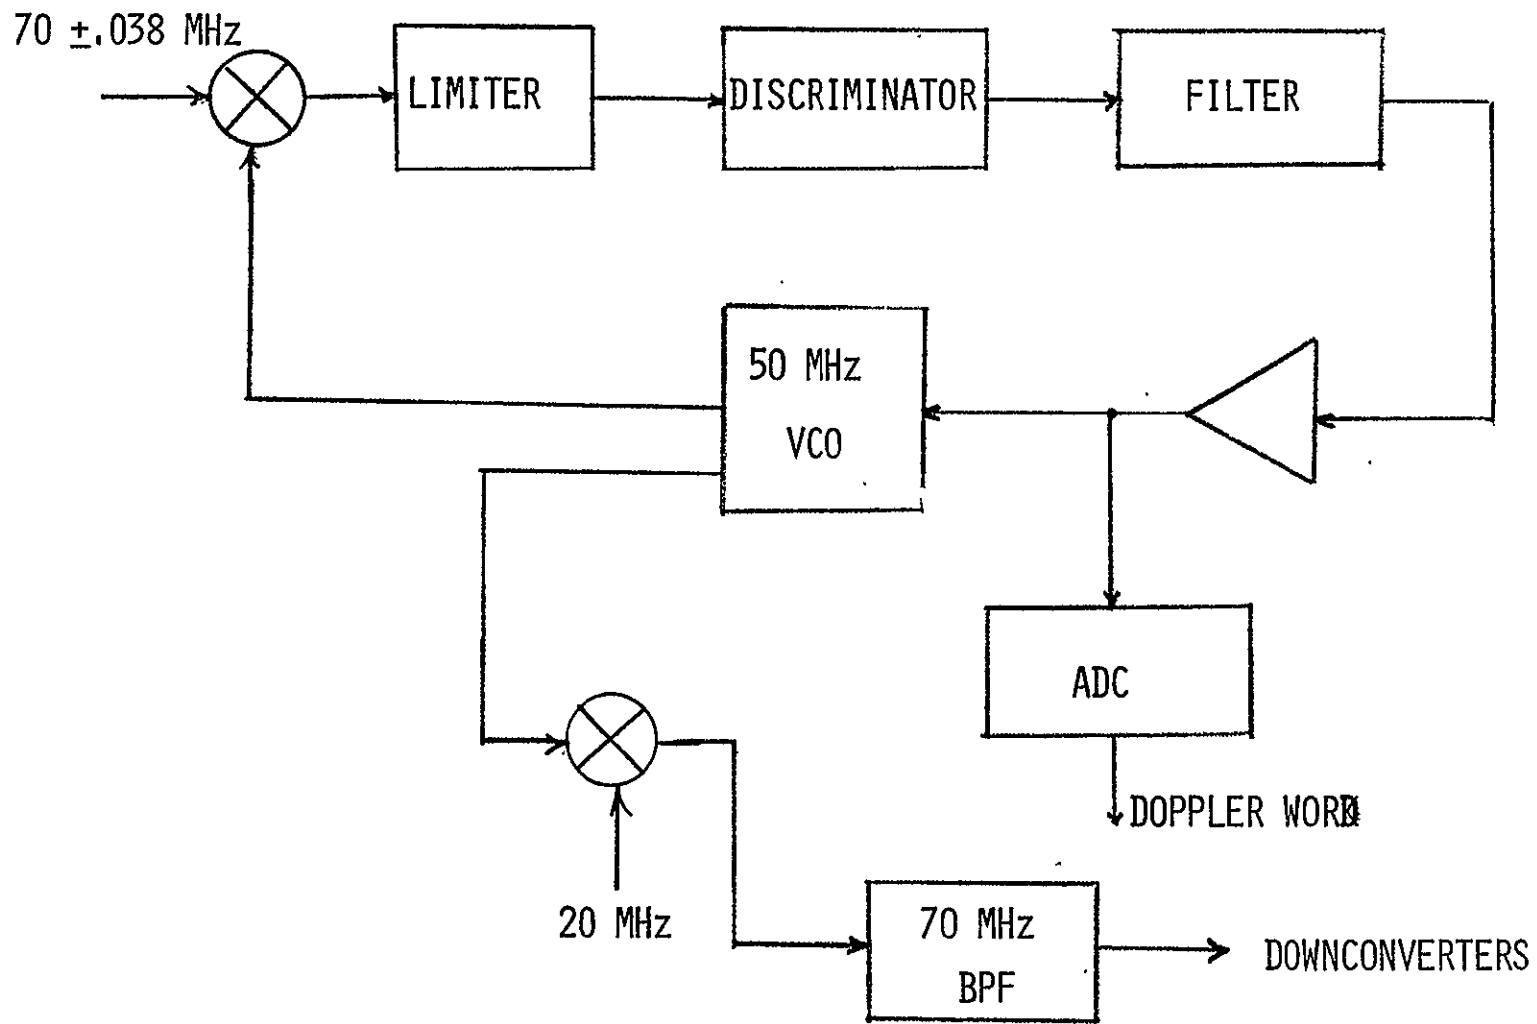 70 ±.038 MHz
LIMITER
DISCRIMINATOR
FILTER
50 MHz
VCO
ADC
DOPPLER WORD
20 MHz
70 MHz
BPF
DOWNCONVERTERS